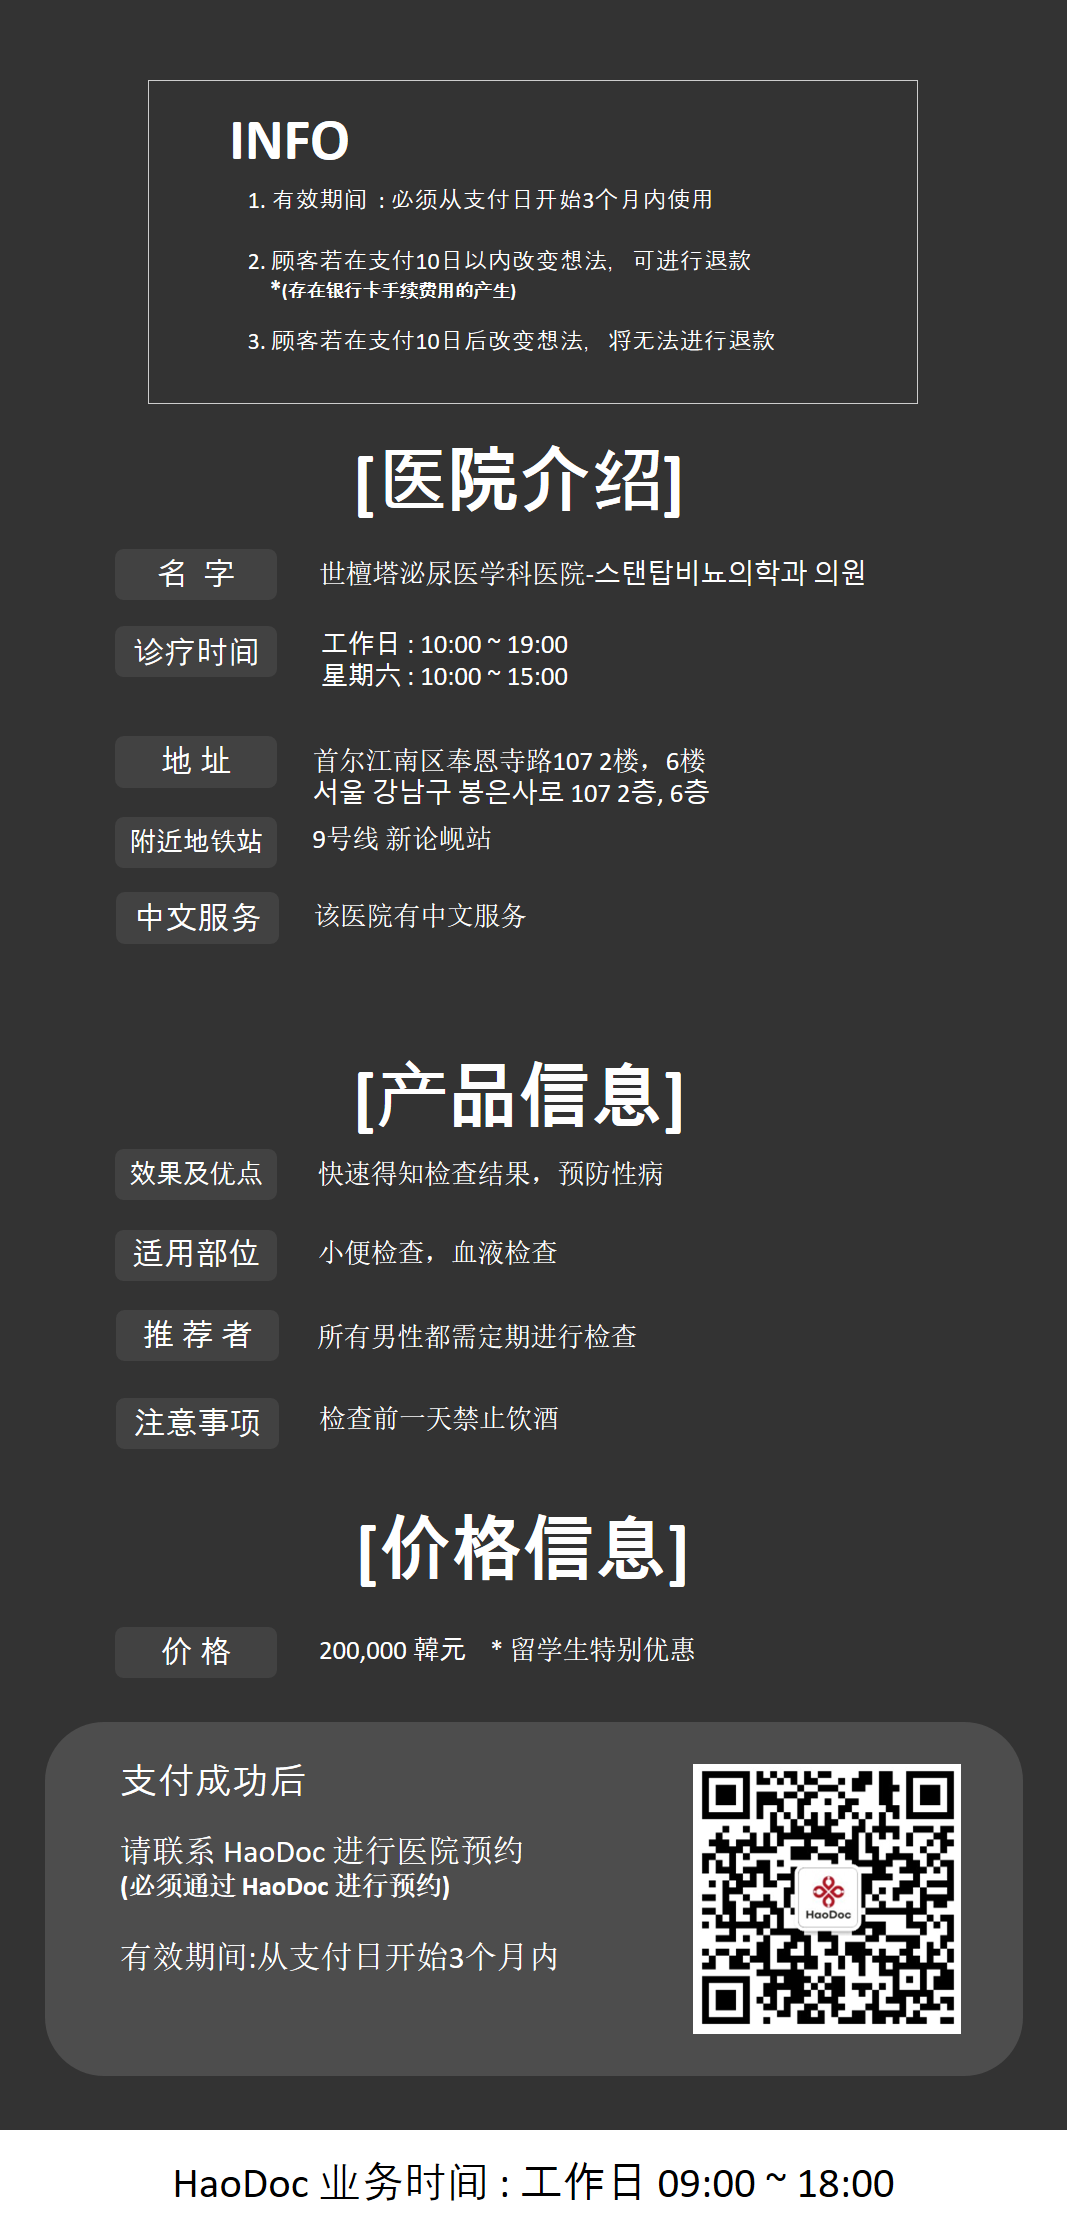 INFO
1. 有效期间 : 必须从支付日开始3个月内使用
2. 顾客若在支付10日以内改变想法, 可进行退款
*(存在银行卡手续费用的产生)
3. 顾客若在支付10日后改变想法, 将无法进行退款
[医院介绍]
名 字
世檀塔泌尿医学科医院-스탠탑비뇨의학과 의원
诊疗时间
工作日 : 10:00 ~ 19:00
星期六 : 10:00 ~ 15:00
地 址
首尔江南区奉恩寺路107 2楼，6楼
서울 강남구 봉은사로 107 2층, 6층
附近地铁站
9号线 新论岘站
中文服务
该医院有中文服务
[产品信息]
效果及优点
快速得知检查结果，预防性病
适用部位
小便检查，血液检查
推 荐 者
所有男性都需定期进行检查
注意事项
检查前一天禁止饮酒
[价格信息]
价 格
200,000 韓元 * 留学生特别优惠
支付成功后
请联系 HaoDoc 进行医院预约
(必须通过 HaoDoc 进行预约)
有效期间:从支付日开始3个月内
HaoDoc
HaoDoc 业务时间 : 工作日 09:00 ~ 18:00